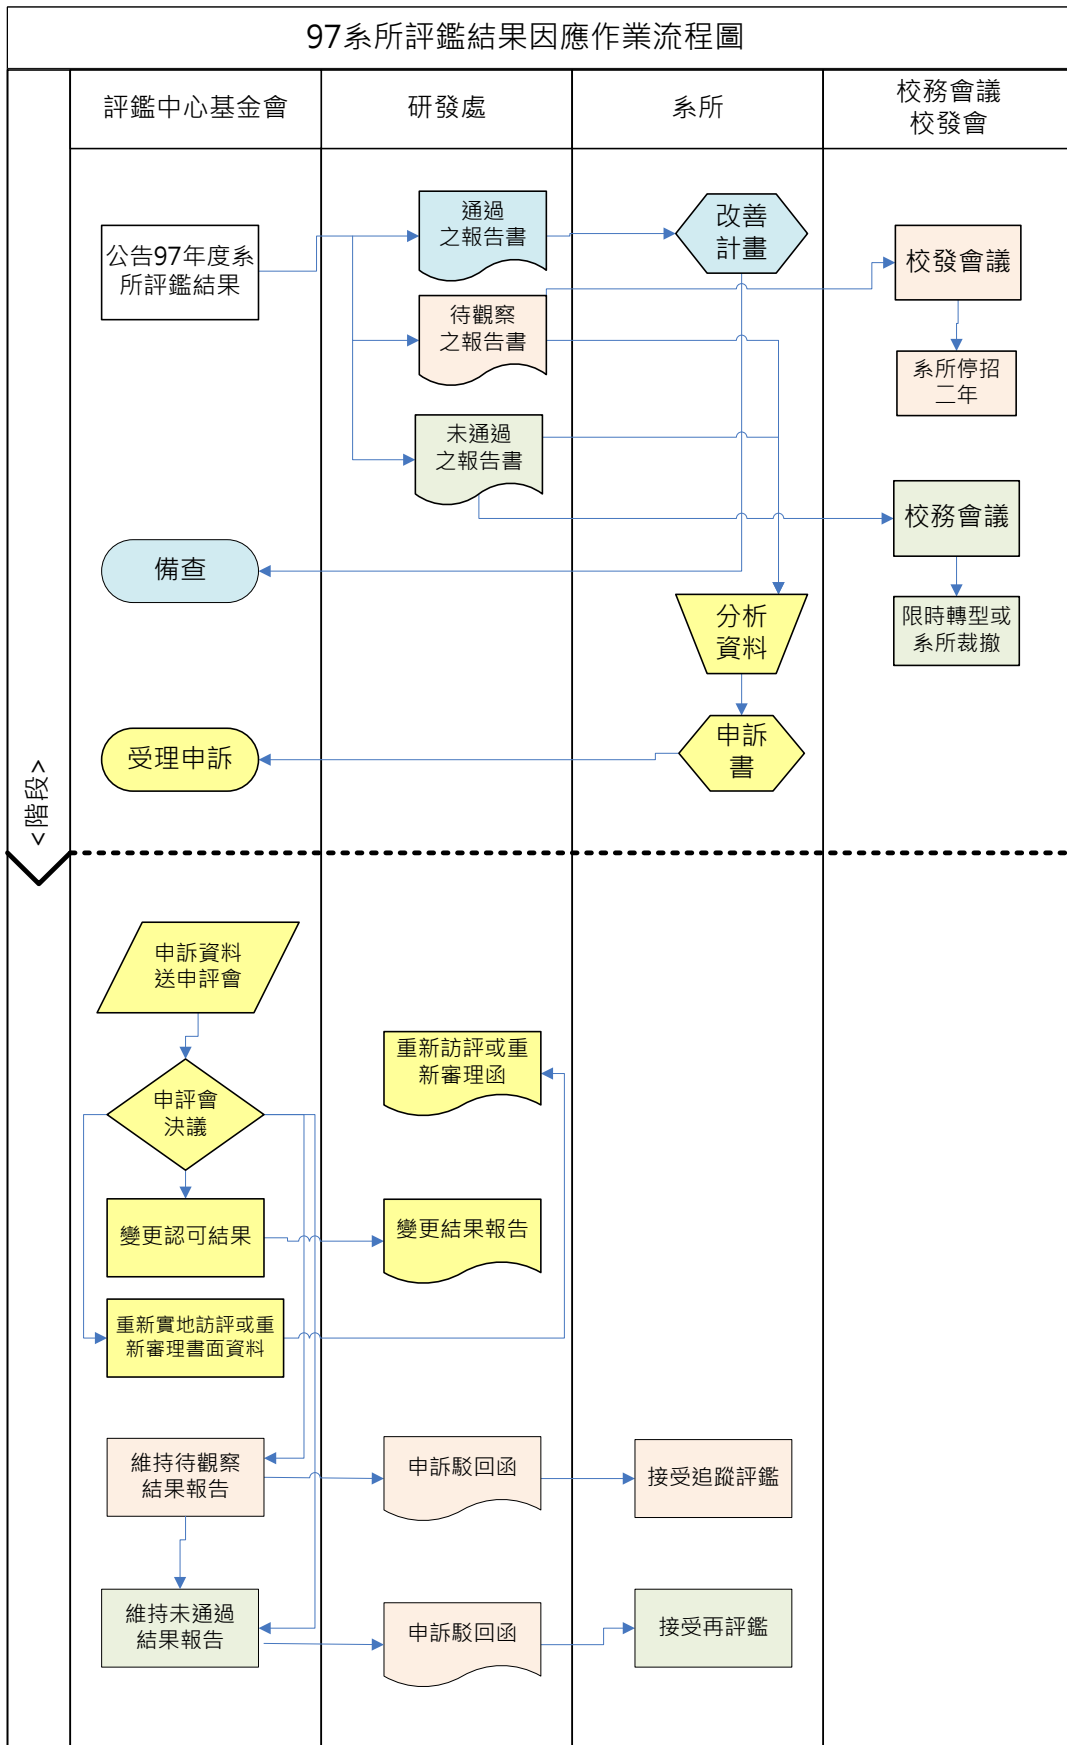 97系所評鑑結果因應作業流程圖
評鑑中心基金會
研發處
系所
校務會議
校發會
公告97年度系
所評鑑結果
通過
之報告書
改善
計畫
校發會議
待觀察
之報告書
系所停招
二年
未通過
之報告書
校務會議
備查
分析
資料
限時轉型或
系所裁撤
受理申訴
申訴
書
<階段>
申訴資料
送申評會
重新訪評或重
新審理函
申評會
決議
變更認可結果
變更結果報告
重新實地訪評或重
新審理書面資料
維持待觀察
結果報告
申訴駁回函
接受追蹤評鑑
維持未通過
結果報告
申訴駁回函
接受再評鑑